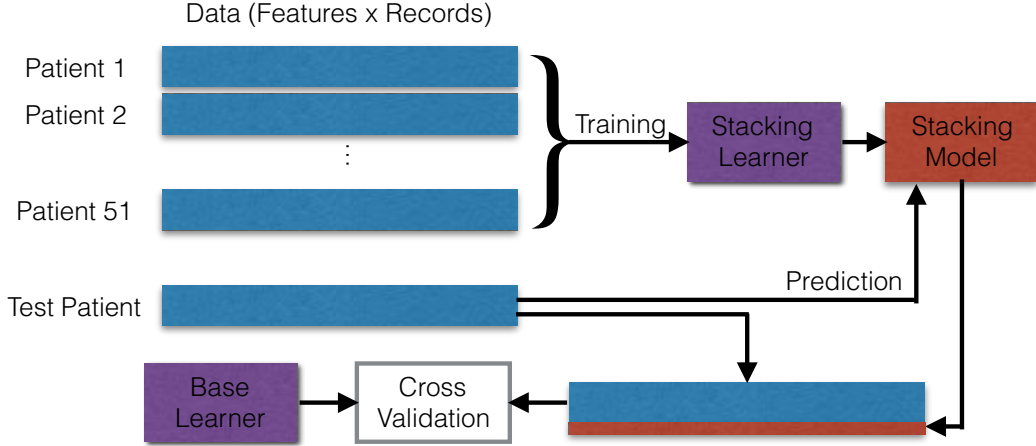 Data (Features x Records)
Patient 1
Patient 2
⋮
Patient 51
Training
Stacking
Learner
Stacking
Model
Test Patient
Prediction
Base
Learner
Cross
Validation